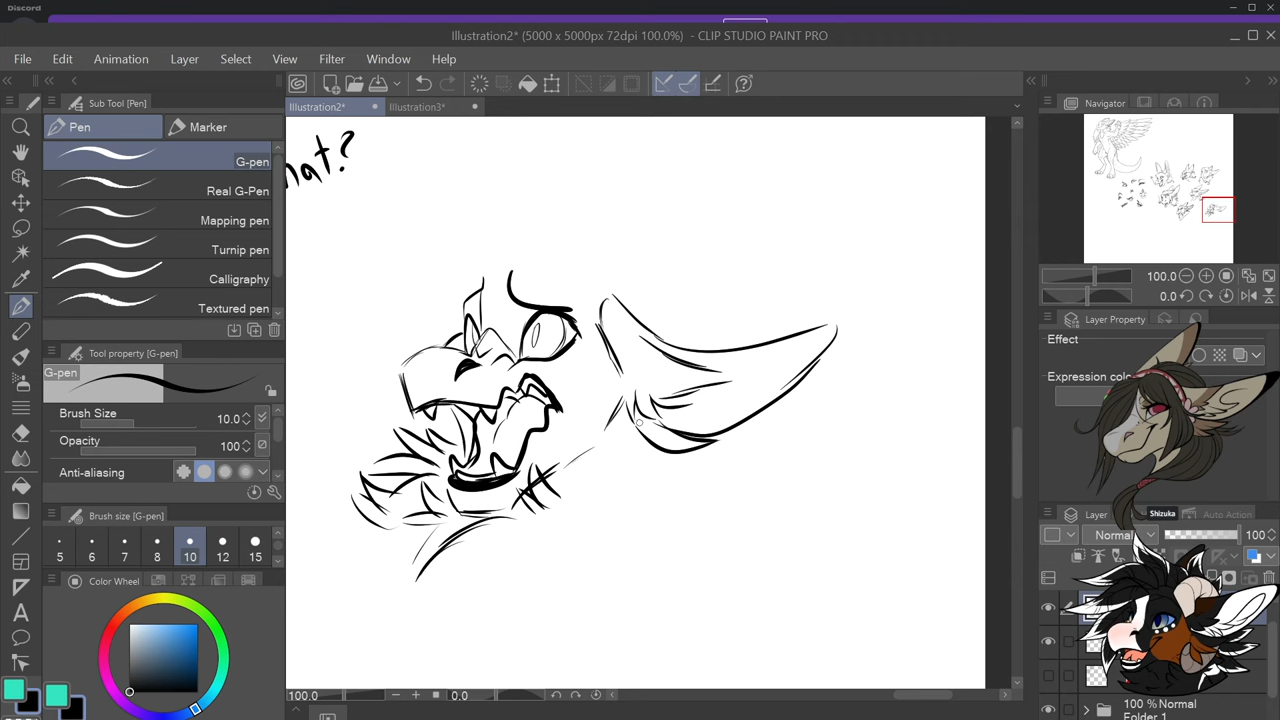 Discord
Illustration2* (5000 x 5000px 72dpi 100.0%) - CLIP STUDIO PAINT PRO
File Edit Animation Layer Select View Filter Window Help
Sub Tool [Pen]
Illustration2* Illustration3*
Navigator
Pen Marker
G-pen
Real G-Pen
Mapping pen
Turnip pen
Calligraphy
Textured pen
hat?
100.0
0.0
Layer Property
Effect
Expression colo
Tool property [G-pen]
G-pen
Brush Size 10.0
Opacity 100
Anti-aliasing
Brush size [G-pen]
5 6 7 8 10 12 15
Color Wheel
Shizuka
Layer Auto Action
Normal 100
100 % Normal
Folder 1
100.0 0.0